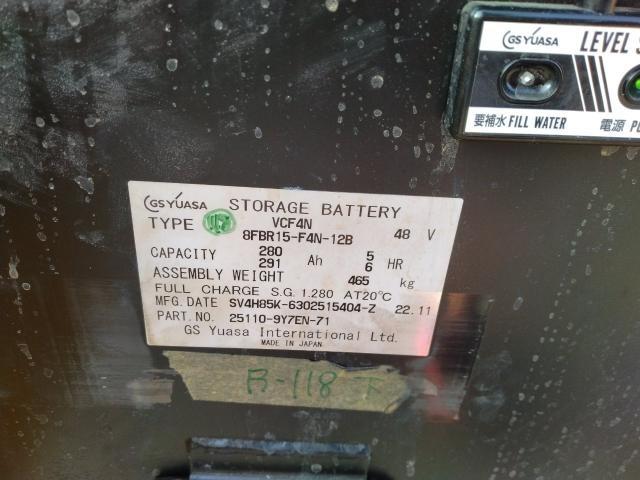 GS YUASA LEVEL S
要補水 FILL WATER 電源
GS YUASA STORAGE BATTERY
TYPE VCF4N
8FBR15-F4N-12B 48 V
CAPACITY 280 Ah 5 HR
291 6
ASSEMBLY WEIGHT 465 kg
FULL CHARGE S.G. 1.280 AT20℃
MFG. DATE SV4H85K-6302515404-Z 22.11
PART.NO. 25110-9Y7EN-71
GS Yuasa International Ltd.
MADE IN JAPAN
B-118